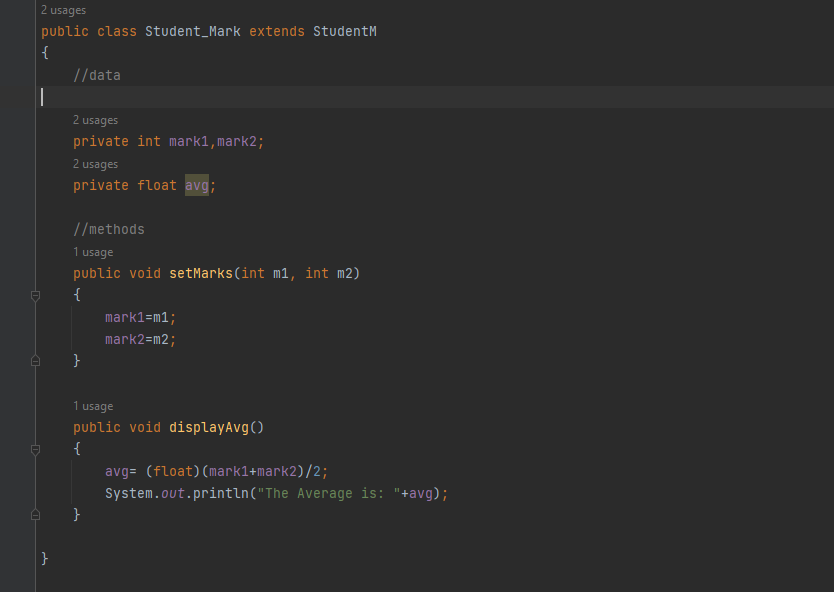 2 usages
public class Student_Mark extends StudentM
{
//data
2 usages
private int mark1,mark2;
2 usages
private float avg;
//methods
1 usage
public void setMarks(int m1, int m2)
{
mark1=m1;
mark2=m2;
}
1 usage
public void displayAvg()
{
avg= (float)(mark1+mark2)/2;
System.out.println("The Average is: "+avg);
}
}